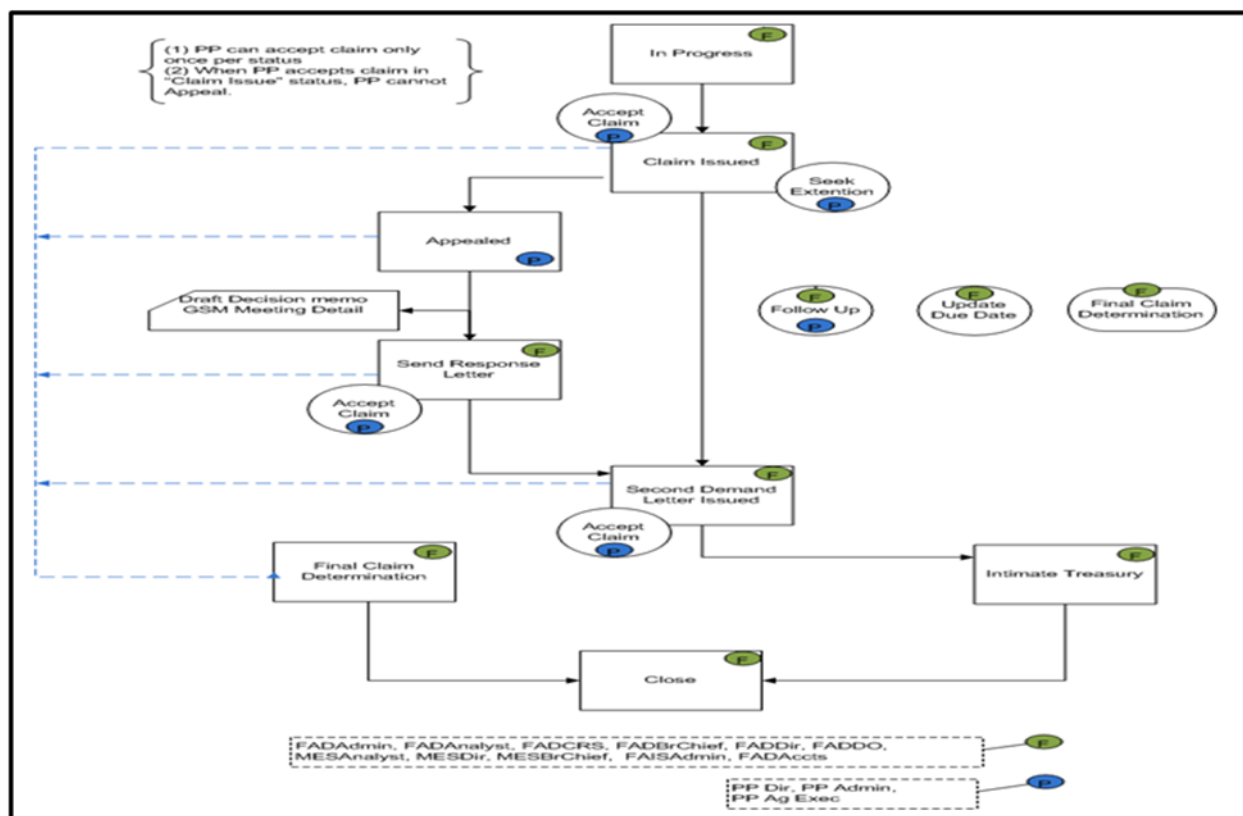 (1) PP can accept claim only
once per status
(2) When PP accepts claim in
"Claim Issue" status, PP cannot
Appeal.
F
In Progress
Accept
Claim
P
F
Claim Issued
Seek
Extention
P
Appealed
P
Draft Decision memo
GSM Meeting Detail
F
Follow Up
P
F
Update
Due Date
F
Final Claim
Determination
F
Send Response
Letter
Accept
Claim
P
F
Second Demand
Letter Issued
Accept
Claim
P
F
Final Claim
Determination
F
Intimate Treasury
F
Close
FADAdmin, FADAnalyst, FADCRS, FADBrChief, FADDir, FADDO,
MESAnalyst, MESDir, MESBrChief, FAISAdmin, FADAccts
F
PP Dir, PP Admin,
PP Ag Exec
P